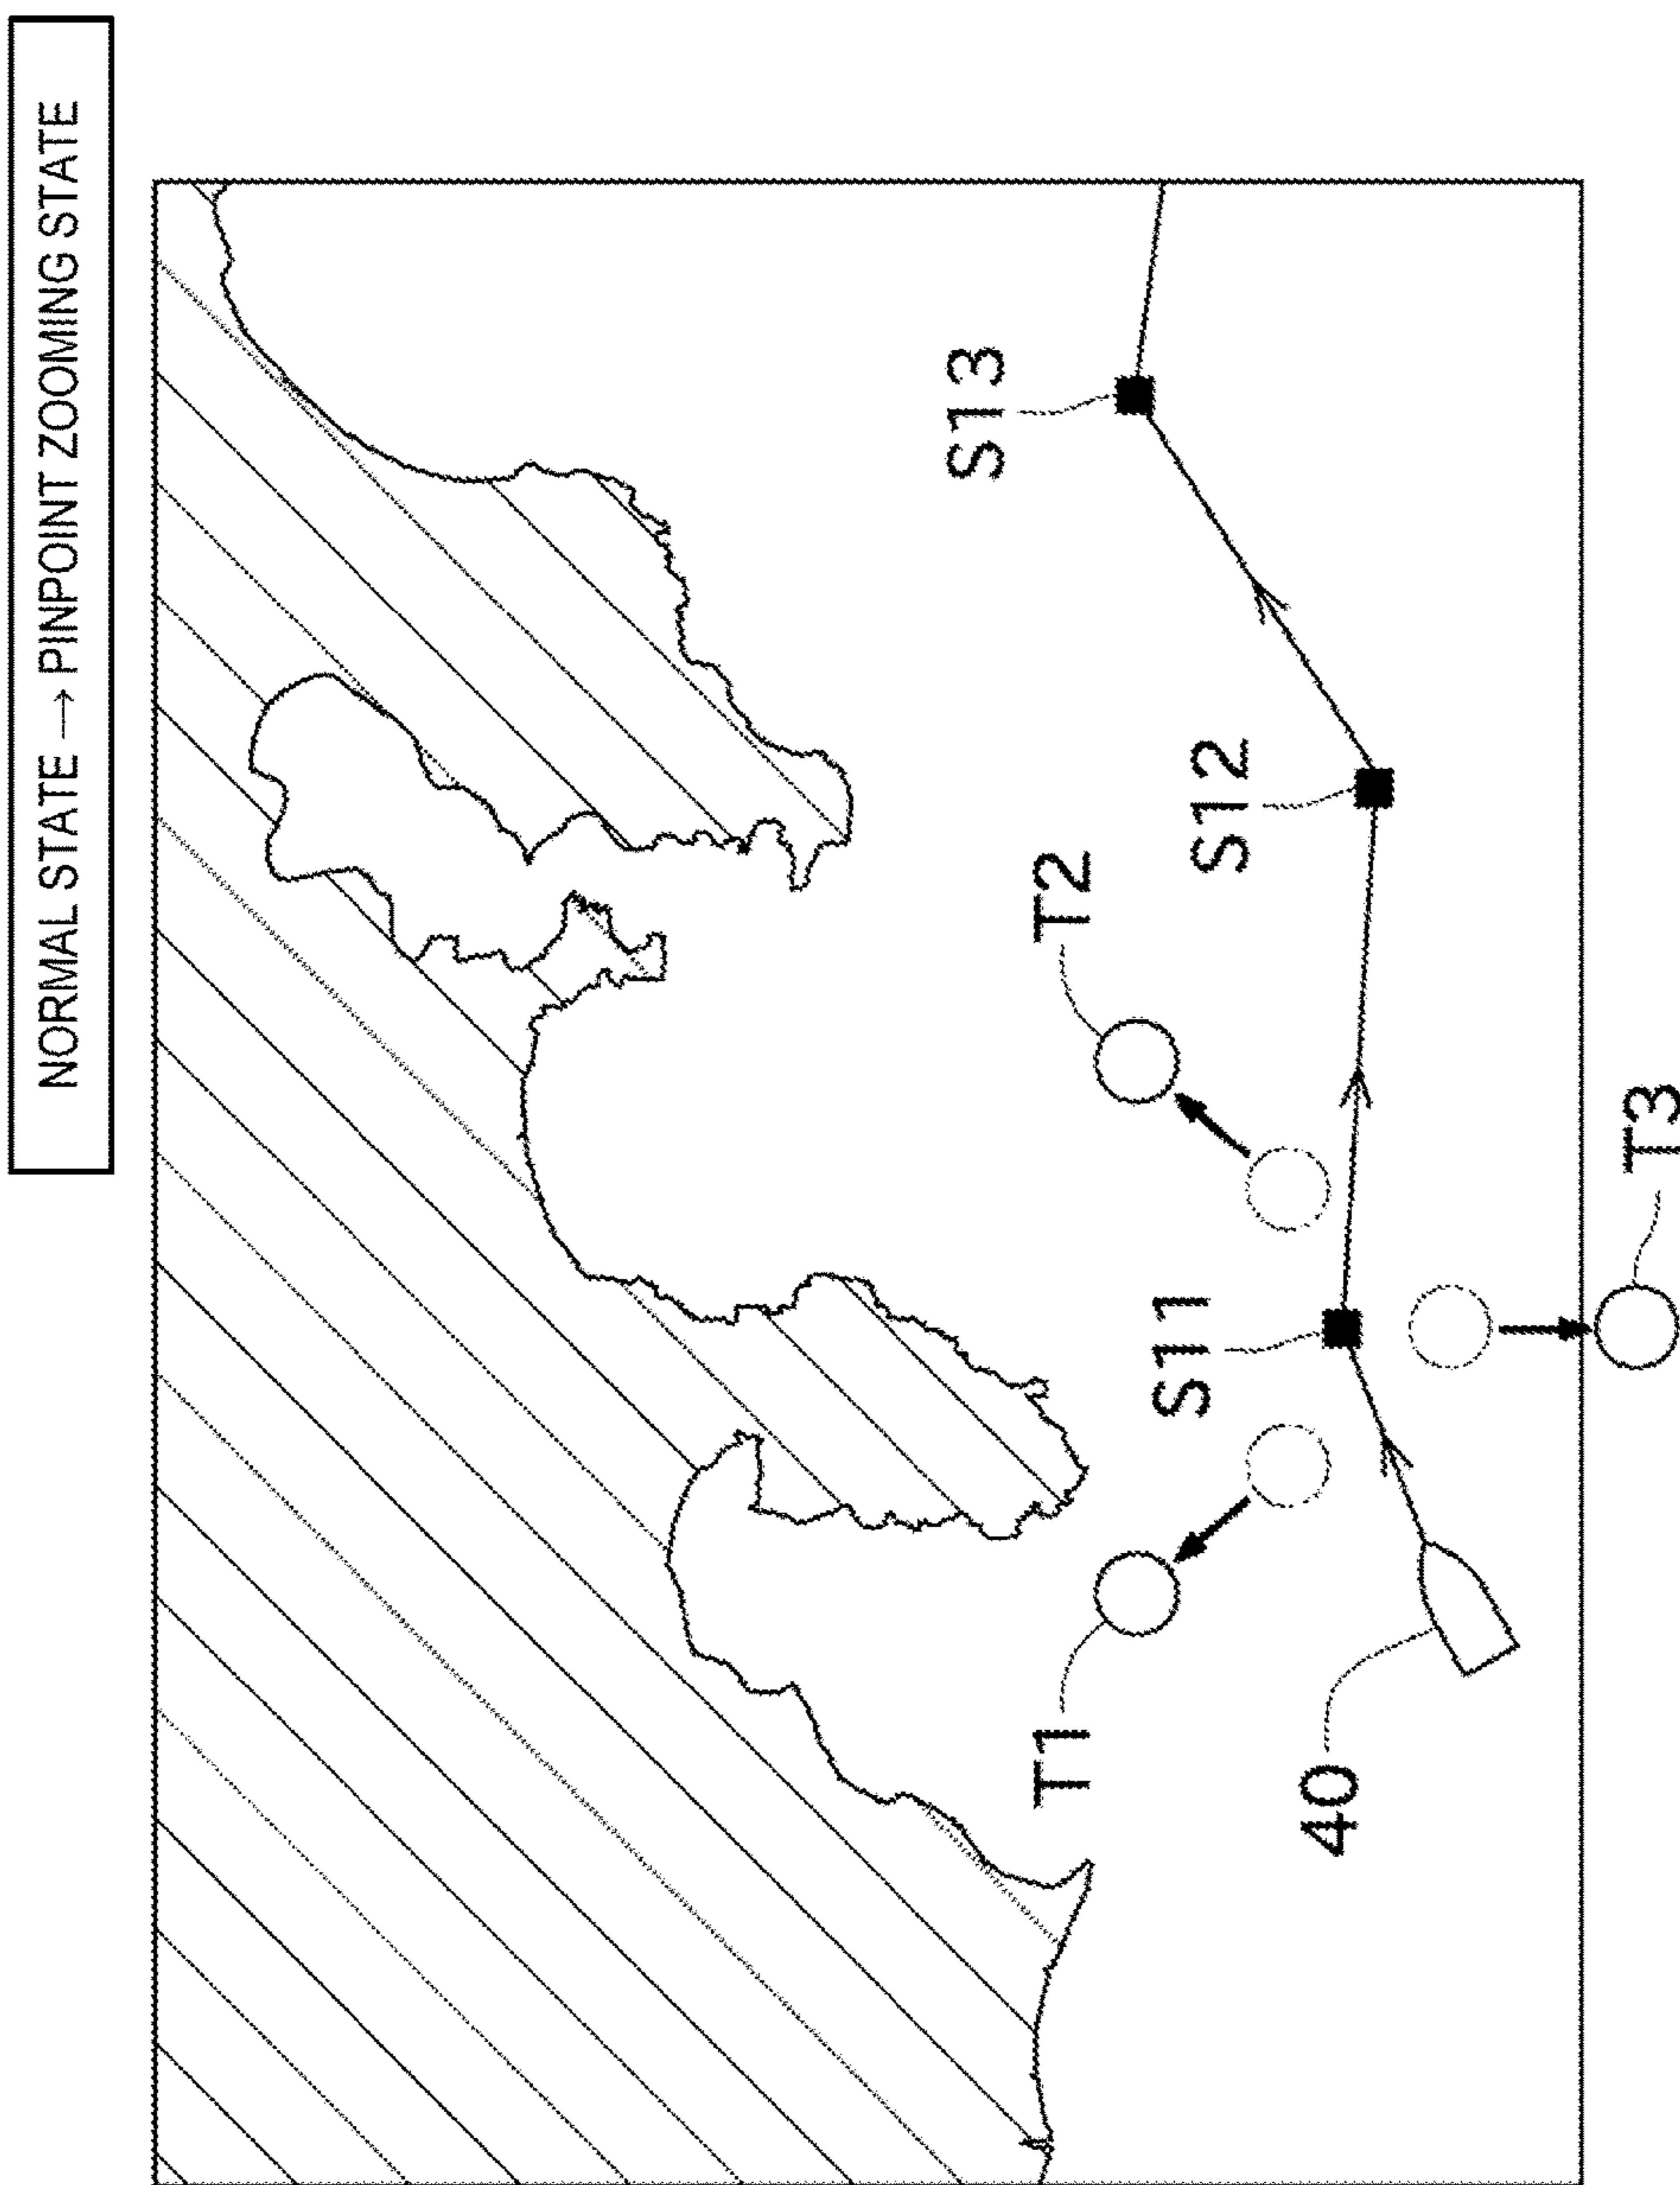 NORMAL STATE → PINPOINT ZOOMING STATE
S13
T2
S12
S11
T1
T3
40